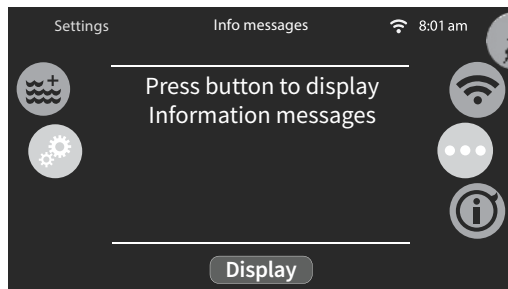 Settings
Info messages
8:01 am
Press button to display
Information messages
Display